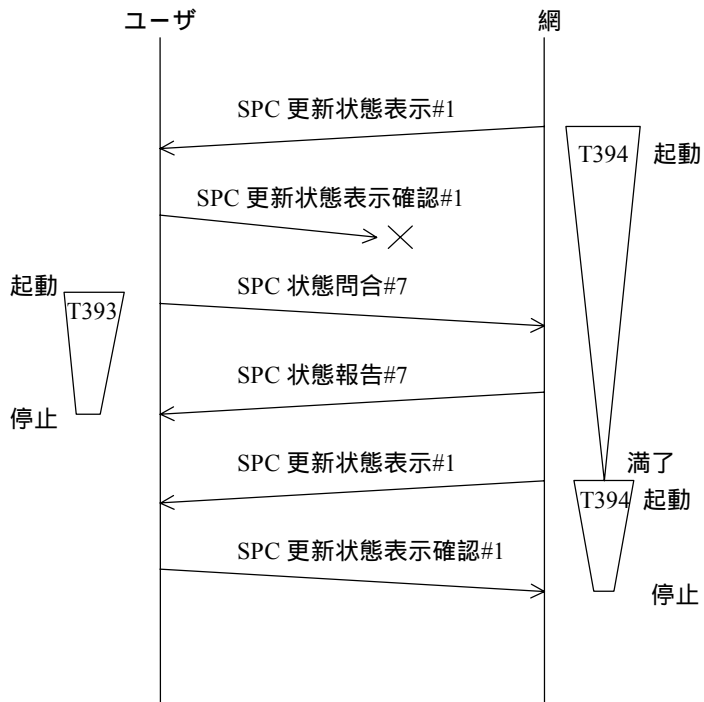 ユーザ
網
SPC 更新状態表示#1
T394
起動
SPC 更新状態表示確認#1
起動
T393
SPC 状態問合#7
SPC 状態報告#7
停止
満了
SPC 更新状態表示#1
T394
起動
SPC 更新状態表示確認#1
停止